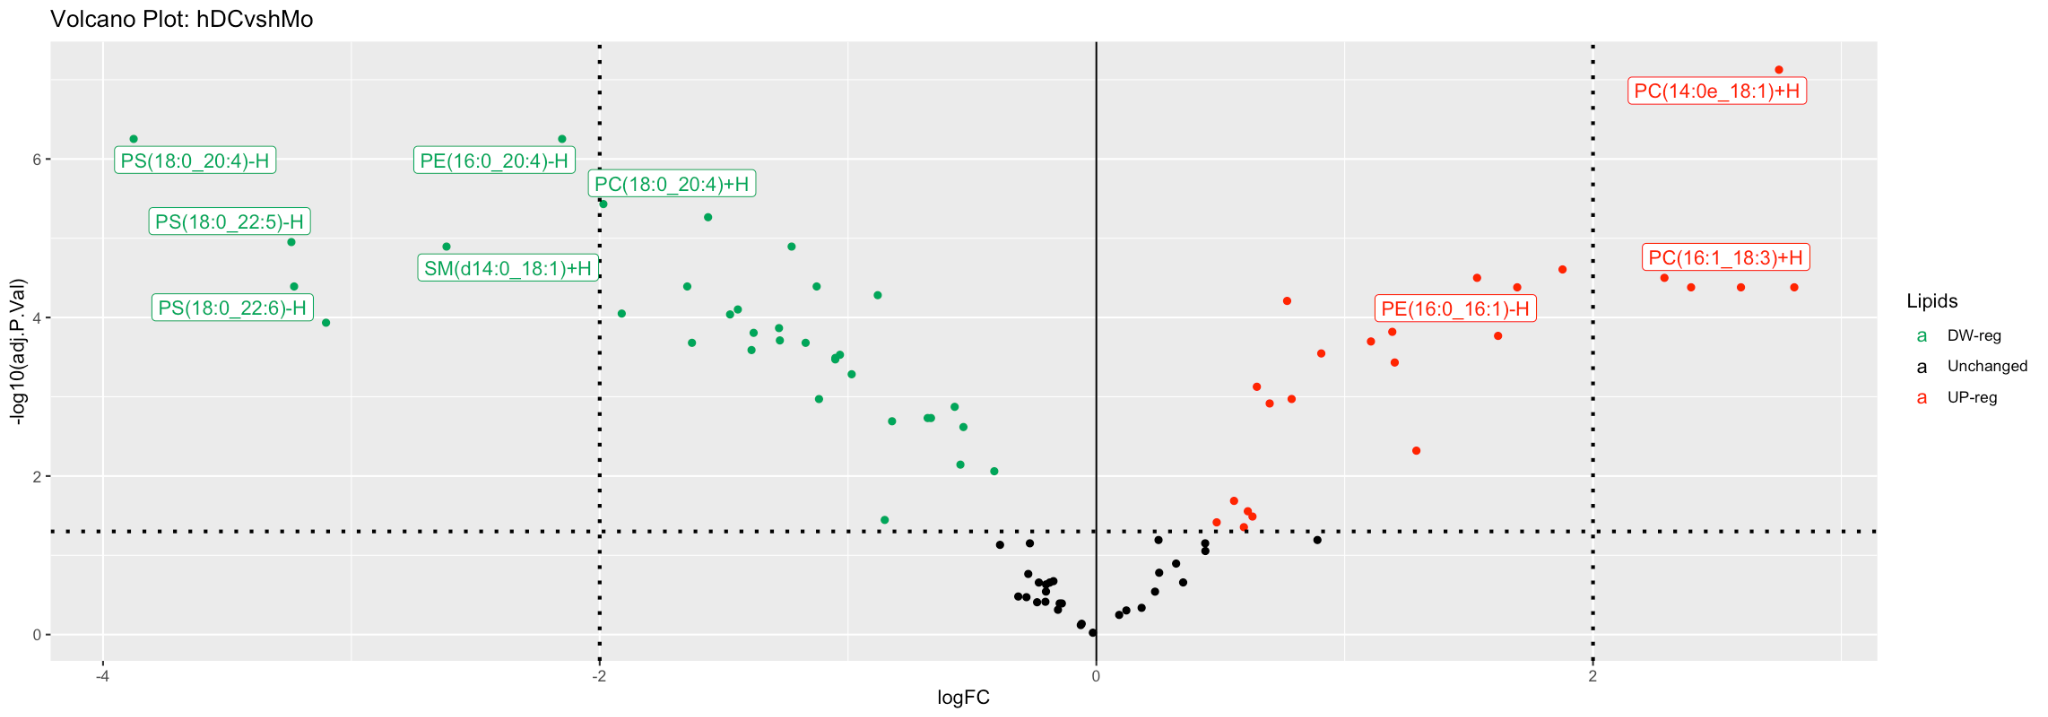 Volcano Plot: hDCvshMo
PC(14:0e_18:1)+H
PS(18:0_20:4)-H
PE(16:0_20:4)-H
PC(18:0_20:4)+H
PS(18:0_22:5)-H
SM(d14:0_18:1)+H
PC(16:1_18:3)+H
PS(18:0_22:6)-H
PE(16:0_16:1)-H
-log10(adj.P.Val)
6
4
2
0
-4
-2
0
2
logFC
Lipids
a DW-reg
a Unchanged
a UP-reg